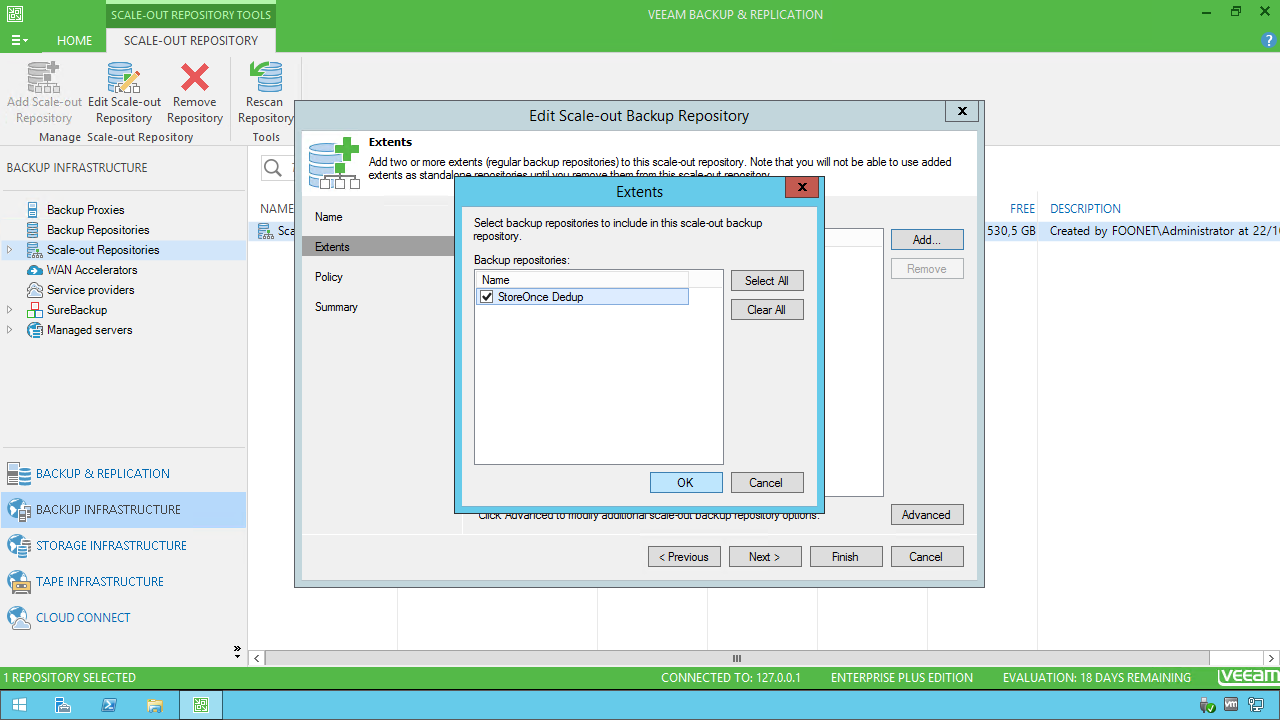 SCALE-OUT REPOSITORY TOOLS
VEEAM BACKUP & REPLICATION
HOME
SCALE-OUT REPOSITORY
Add Scale-out
Repository
Edit Scale-out
Repository
Remove
Repository
Rescan
Repository
Manage Scale-out Repository
Tools
BACKUP INFRASTRUCTURE
Backup Proxies
Backup Repositories
Scale-out Repositories
WAN Accelerators
Service providers
SureBackup
Managed servers
BACKUP & REPLICATION
BACKUP INFRASTRUCTURE
STORAGE INFRASTRUCTURE
TAPE INFRASTRUCTURE
CLOUD CONNECT
NAME
FREE
DESCRIPTION
Sca
530,5 GB
Created by FOONET\Administrator at 22/10
Edit Scale-out Backup Repository
Extents
Add two or more extents (regular backup repositories) to this scale-out repository. Note that you will not be able to use added
extents as standalone repositories until you remove them from this scale-out repository.
Name
Extents
Policy
Summary
Add...
Remove
Click Advanced to modify additional scale-out backup repository options.
Advanced
< Previous
Next >
Finish
Cancel
Extents
Select backup repositories to include in this scale-out backup
repository.
Backup repositories:
Name
StoreOnce Dedup
Select All
Clear All
OK
Cancel
1 REPOSITORY SELECTED
CONNECTED TO: 127.0.0.1
ENTERPRISE PLUS EDITION
EVALUATION: 18 DAYS REMAINING
veeam